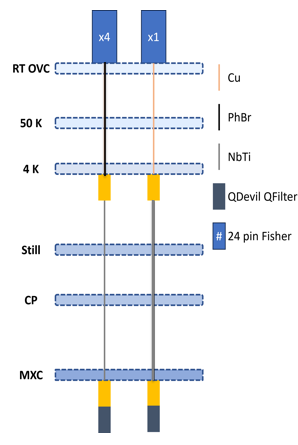 x4
x1
RT OVC
50 K
4 K
Still
CP
MXC
Cu
PhBr
NbTi
QDevil QFilter
# 24 pin Fisher